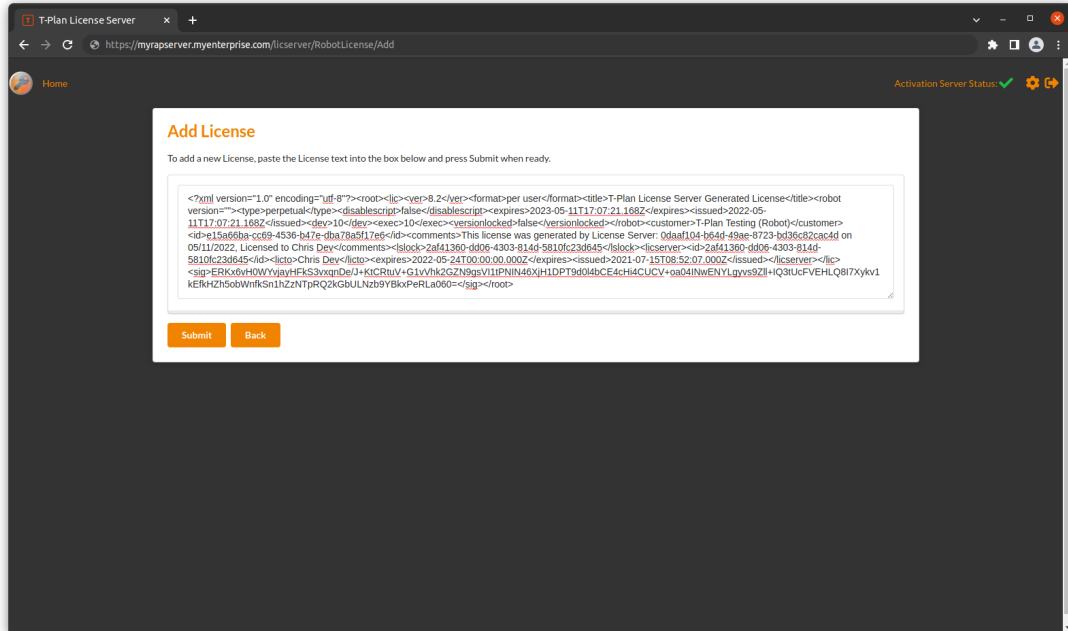 T-Plan License Server
https://myrapserver.myenterprise.com/licserver/RobotLicense/Add
Home
Activation Server Status:
Add License
To add a new License, paste the License text into the box below and press Submit when ready.
<?xml version="1.0" encoding="utf-8"?><root><lic><ver>8.2</ver><format>per user</format><title>T-Plan License Server Generated License</title><robot
version=""><type>perpetual</type><disablescript>false</disablescript><expires>2023-05-11T17:07:21.168Z</expires><issued>2022-05-
11T17:07:21.168Z</issued><dev>10</dev><exec>10</exec><versionlocked>false</versionlocked></robot><customer>T-Plan Testing (Robot)</customer>
<id>e15a66ba-cc69-4536-b47e-dba78a5f17e6</id><comments>This license was generated by License Server: 0daaf104-b64d-49ae-8723-bd36c82cac4d on
05/11/2022, Licensed to Chris Dev</comments><lslock>2af41360-dd06-4303-814d-5810fc23d645</lslock><licserver><id>2af41360-dd06-4303-814d-
5810fc23d645</id><licto>Chris Dev</licto><expires>2022-05-24T00:00:00.000Z</expires><issued>2021-07-15T08:52:07.000Z</issued></licserver></lic>
<sig>ERKx6vH0WYvjayHFkS3vxqnDe/J+KtCRtuV+G1vVhk2GZN9gsVI1tPNIN46XjH1DPT9d0l4bCE4cHi4CUCV+oa04INwENYLgyvs9Zll+IQ3tUcFVEHLQ8I7Xykv1
kEfkHZh5obWnfkSn1hZzNTpRQ2kGbULNzb9YBkxPeRLa060=</sig></root>
Submit
Back